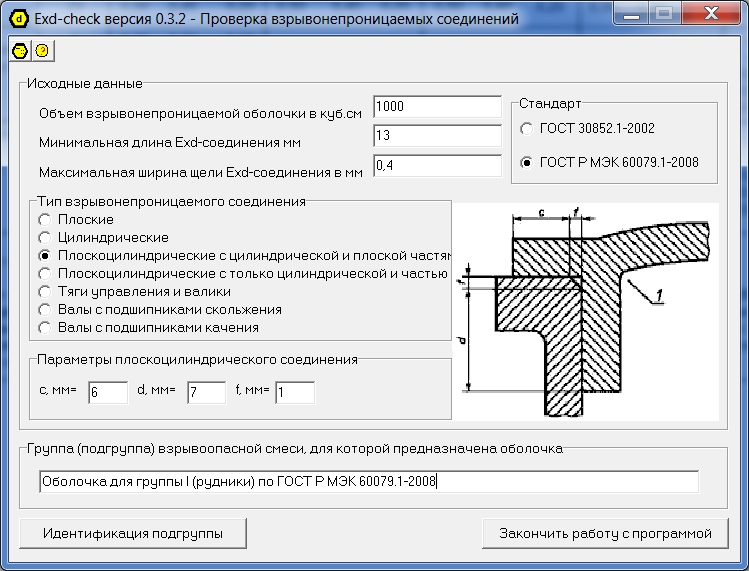 Exd-check версия 0.3.2 - Проверка взрывонепроницаемых соединений
Исходные данные
Объем взрывонепроницаемой оболочки в куб.см
1000
Минимальная длина Exd-соединения мм
13
Максимальная ширина щели Exd-соединения в мм
0,4
Стандарт
ГОСТ 30852.1-2002
ГОСТ Р МЭК 60079.1-2008
Тип взрывонепроницаемого соединения
Плоские
Цилиндрические
Плоскоцилиндрические с цилиндрической и плоской частям
Плоскоцилиндрические с только цилиндрической и частью
Тяги управления и валики
Валы с подшипниками скольжения
Валы с подшипниками качения
c
f
f
d
1
Параметры плоскоцилиндрического соединения
c, мм= 6 d, мм= 7 f, мм= 1
Группа (подгруппа) взрывоопасной смеси, для которой предназначена оболочка
Оболочка для группы I (рудники) по ГОСТ Р МЭК 60079.1-2008
Идентификация подгруппы
Закончить работу с программой